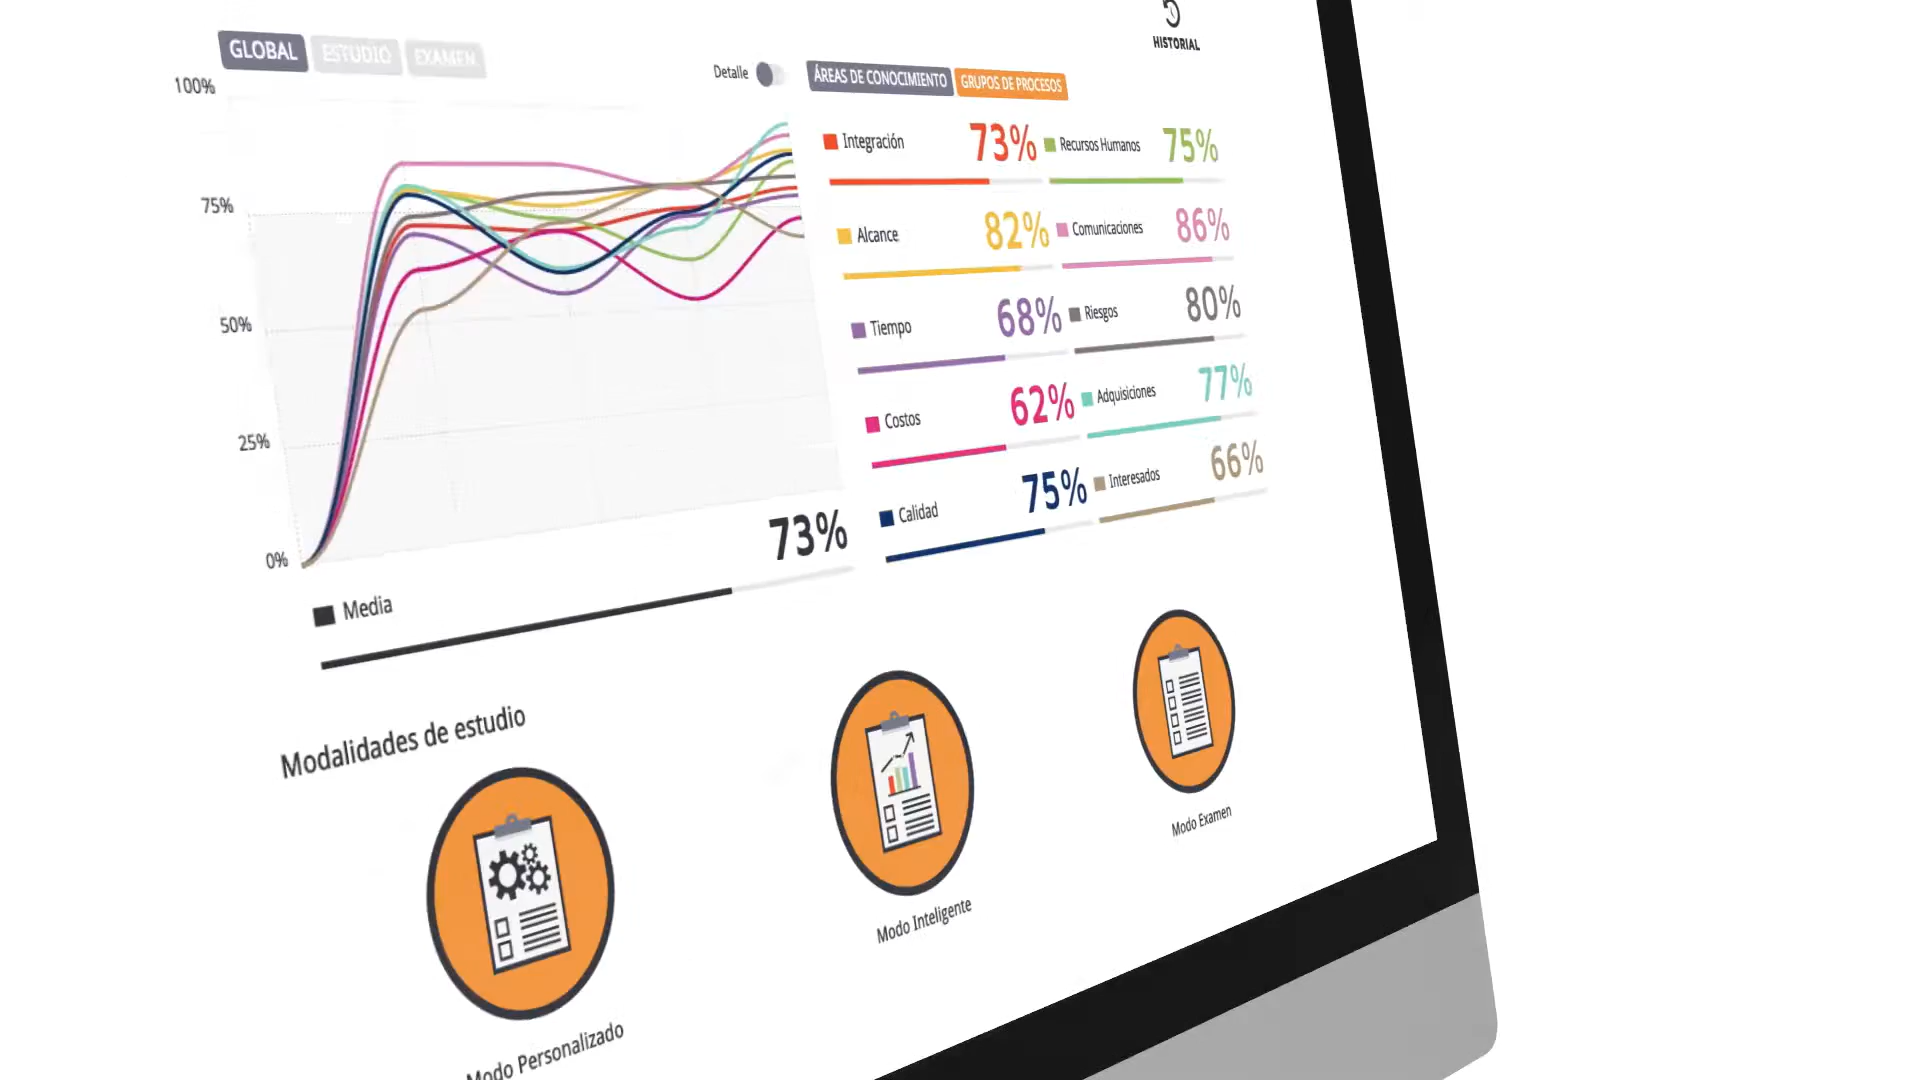 HISTORIAL
GLOBAL ESTUDIO EXAMEN
Detalle
ÁREAS DE CONOCIMIENTO GRUPOS DE PROCESOS
100%
75%
50%
25%
0%
Integración 73%
Recursos Humanos 75%
Alcance 82%
Comunicaciones 86%
Tiempo 68%
Riesgos 80%
Costos 62%
Adquisiciones 77%
Calidad 75%
Interesados 66%
Media 73%
Modalidades de estudio
Modo Personalizado
Modo Inteligente
Modo Examen